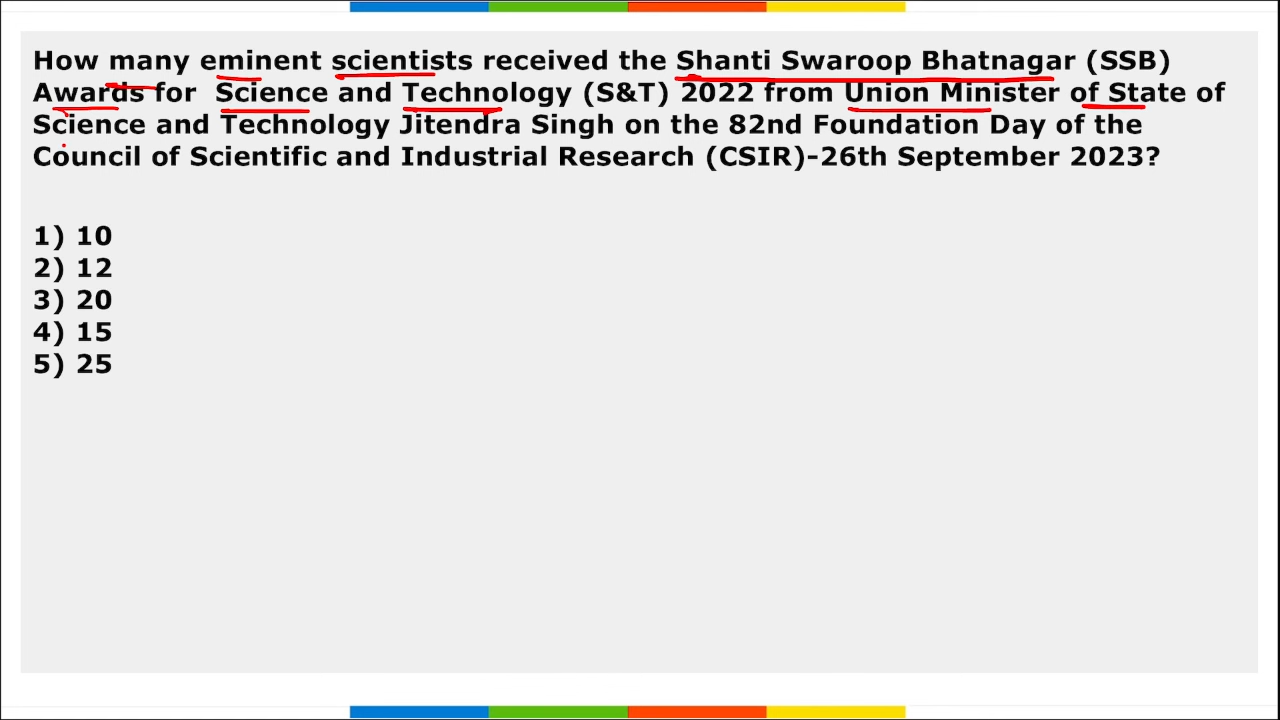 How many eminent scientists received the Shanti Swaroop Bhatnagar (SSB)
Awards for Science and Technology (S&T) 2022 from Union Minister of State of
Science and Technology Jitendra Singh on the 82nd Foundation Day of the
Council of Scientific and Industrial Research (CSIR)-26th September 2023?
1) 10
2) 12
3) 20
4) 15
5) 25